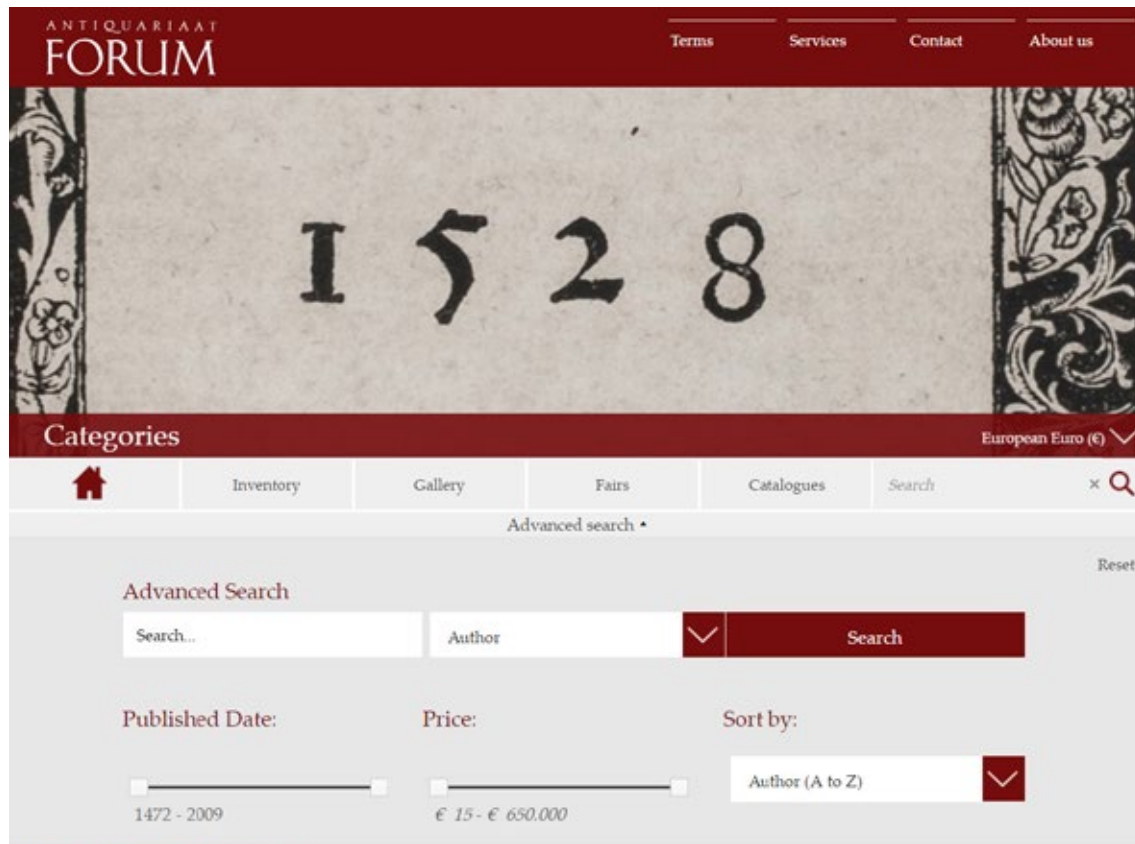 ANTIQUARIAAT
FORUM
Terms Services Contact About us
1528
Categories
European Euro (€)
Inventory Gallery Fairs Catalogues Search ×
Advanced search
Reset
Advanced Search
Search... Author Search
Published Date: Price: Sort by:
Author (A to Z)
1472 - 2009 € 15 - € 650.000